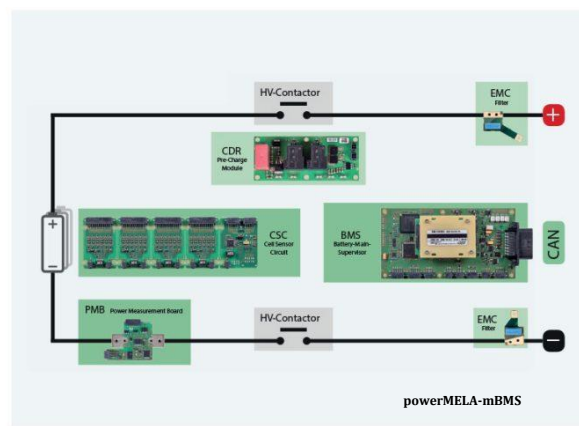 HV-Contactor
EMC
Filter
+
CDR
Pre-Charge
Module
+
−
CSC
Cell Sensor
Circuit
BMS
Battery-Main-
Supervisor
CAN
PMB Power Measurement Board
HV-Contactor
EMC
Filter
−
powerMELA-mBMS